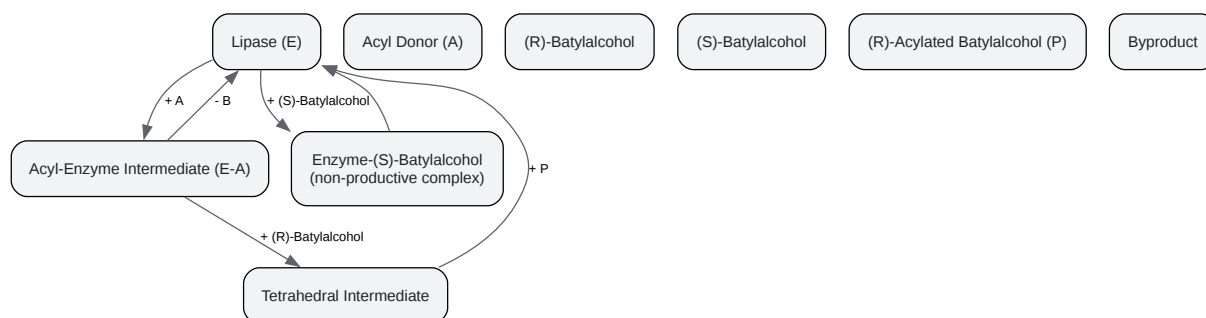 Lipase (E)
Acyl Donor (A)
(R)-Batylalcohol
(S)-Batylalcohol
(R)-Acylated Batylalcohol (P)
Byproduct
+ A
- B
+ (S)-Batylalcohol
Acyl-Enzyme Intermediate (E-A)
Enzyme-(S)-Batylalcohol
(non-productive complex)
+ P
+ (R)-Batylalcohol
Tetrahedral Intermediate